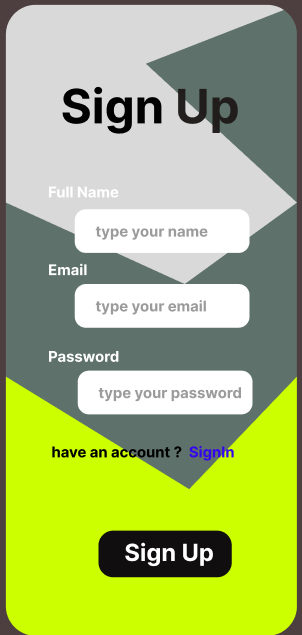 Sign Up
Full Name
type your name
Email
type your email
Password
type your password
have an account ? SignIn
Sign Up